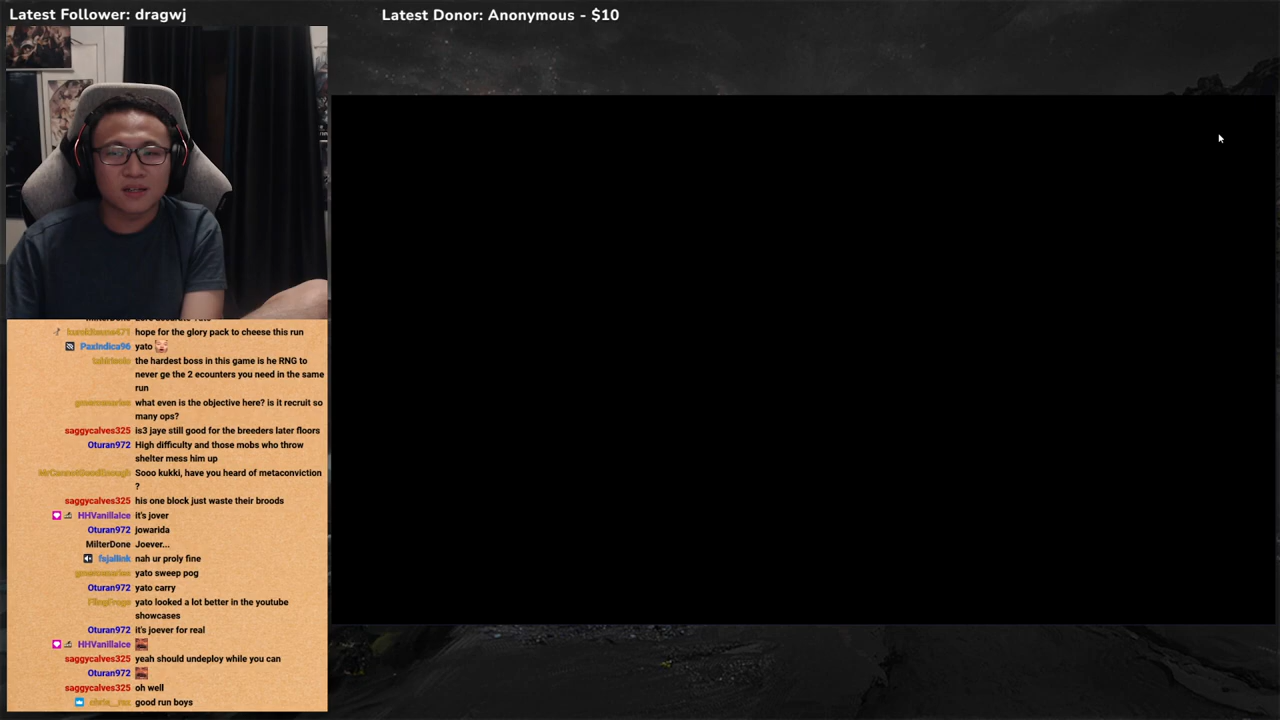 Latest Follower: dragwj
Latest Donor: Anonymous - $10
hope for the glory pack to cheese this run
PaxIndica96 yato
the hardest boss in this game is he RNG to
never ge the 2 ecounters you need in the same
run
what even is the objective here? is it recruit so
many ops?
saggycalves325 is3 jaye still good for the breeders later floors
Oturan972 High difficulty and those mobs who throw
shelter mess him up
MrCannotGoodEnough Sooo kukki, have you heard of metaconviction
?
saggycalves325 his one block just waste their broods
HHVanillaIce it's jover
Oturan972 jowarida
MilterDone Joever...
fsjallink nah ur proly fine
yato sweep pog
Oturan972 yato carry
FlingFrogo yato looked a lot better in the youtube
showcases
Oturan972 it's joever for real
HHVanillaIce
saggycalves325 yeah should undeploy while you can
Oturan972
saggycalves325 oh well
good run boys